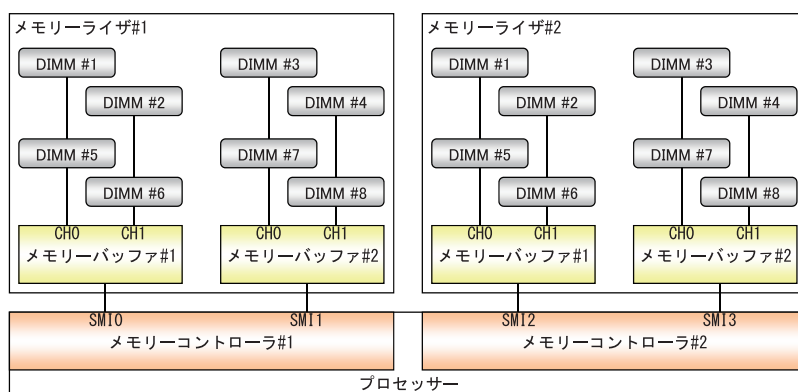 メモリーライザ#1
メモリーライザ#2
DIMM #1
DIMM #3
DIMM #1
DIMM #3
DIMM #2
DIMM #4
DIMM #2
DIMM #4
DIMM #5
DIMM #7
DIMM #5
DIMM #7
DIMM #6
DIMM #8
DIMM #6
DIMM #8
CH0 CH1
CH0 CH1
CH0 CH1
CH0 CH1
メモリーバッファ#1
メモリーバッファ#2
メモリーバッファ#1
メモリーバッファ#2
SMI0
SMI1
SMI2
SMI3
メモリーコントローラ#1
メモリーコントローラ#2
プロセッサー